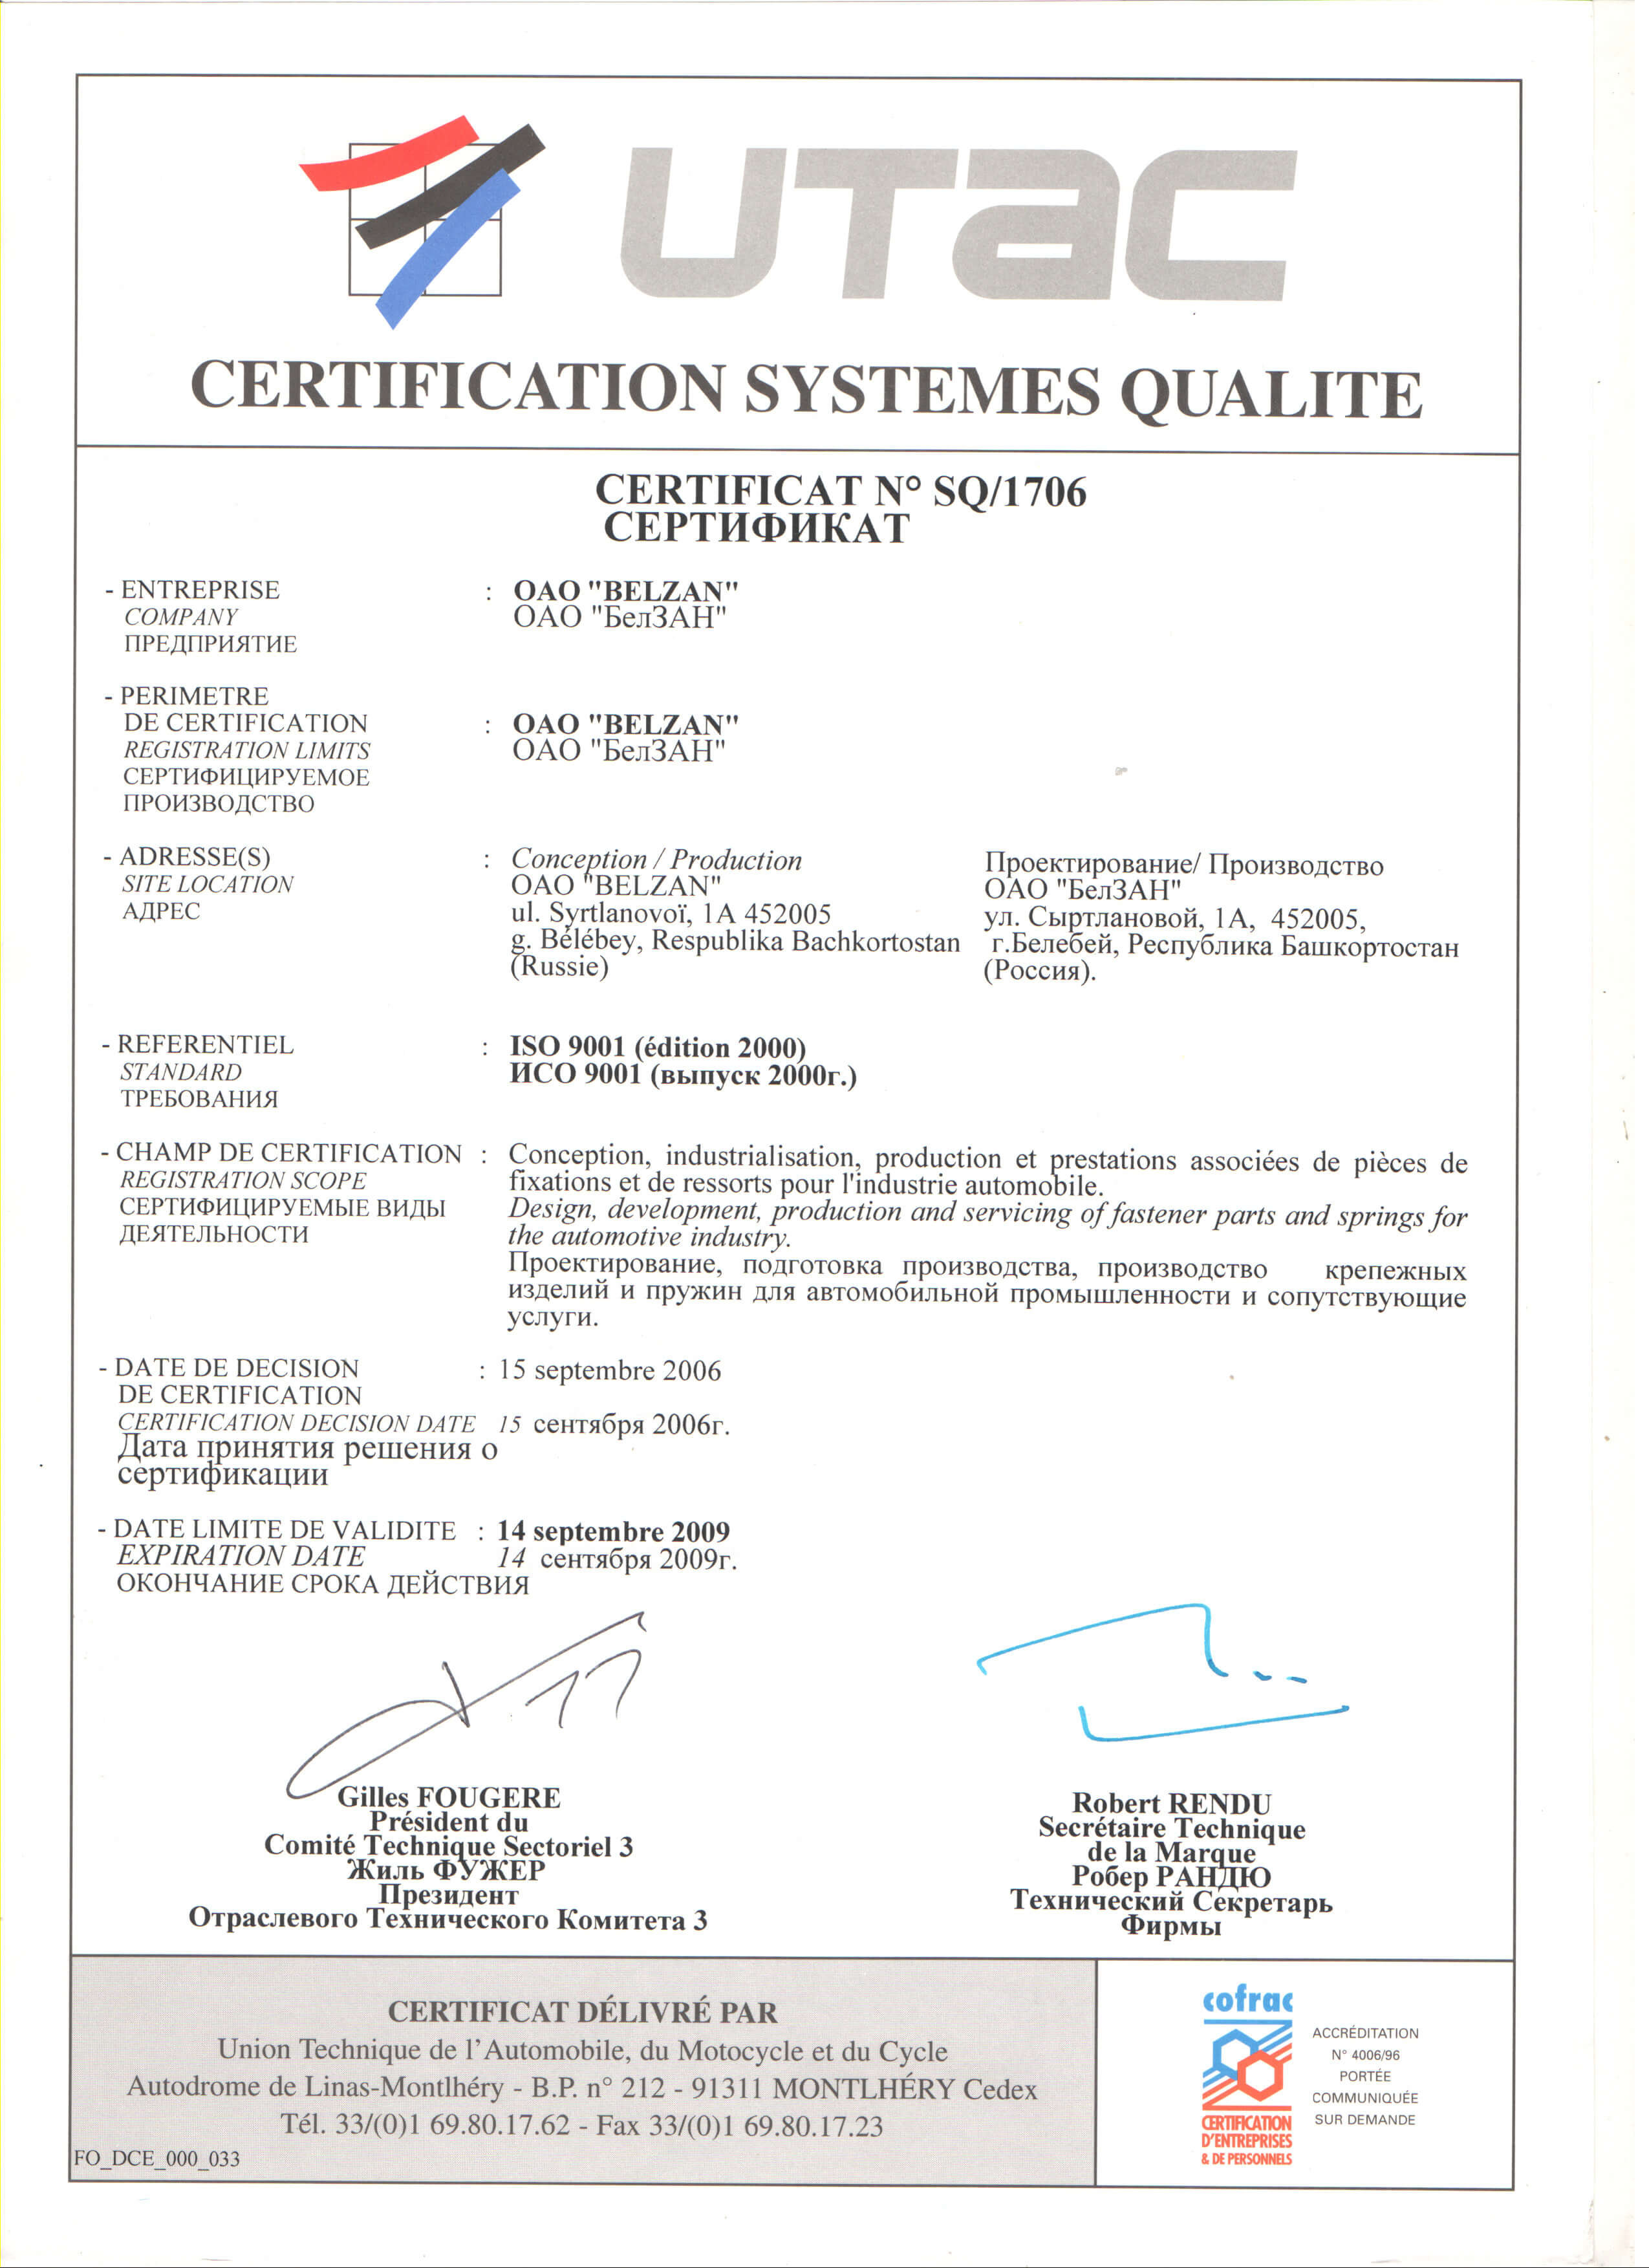 UTAC
CERTIFICATION SYSTEMES QUALITE
CERTIFICAT N° SQ/1706
СЕРТИФИКАТ
- ENTREPRISE : OAO "BELZAN"
COMPANY ОАО "БелЗАН"
ПРЕДПРИЯТИЕ
- PERIMETRE
DE CERTIFICATION : OAO "BELZAN"
REGISTRATION LIMITS ОАО "БелЗАН"
СЕРТИФИЦИРУЕМОЕ
ПРОИЗВОДСТВО
- ADRESSE(S) : Conception / Production Проектирование/ Производство
SITE LOCATION OAO "BELZAN" ОАО "БелЗАН"
АДРЕС ul. Syrtlanovoï, 1A 452005 ул. Сыртлановой, 1А, 452005,
g. Bélébey, Respublika Bachkortostan г.Белебей, Республика Башкортостан
(Russie) (Россия).
- REFERENTIEL : ISO 9001 (édition 2000)
STANDARD ИСО 9001 (выпуск 2000г.)
ТРЕБОВАНИЯ
- CHAMP DE CERTIFICATION : Conception, industrialisation, production et prestations associées de pièces de
REGISTRATION SCOPE fixations et de ressorts pour l'industrie automobile.
СЕРТИФИЦИРУЕМЫЕ ВИДЫ Design, development, production and servicing of fastener parts and springs for
ДЕЯТЕЛЬНОСТИ the automotive industry.
Проектирование, подготовка производства, производство крепежных
изделий и пружин для автомобильной промышленности и сопутствующие
услуги.
- DATE DE DECISION : 15 septembre 2006
DE CERTIFICATION
CERTIFICATION DECISION DATE 15 сентября 2006г.
Дата принятия решения о
сертификации
- DATE LIMITE DE VALIDITE : 14 septembre 2009
EXPIRATION DATE 14 сентября 2009г.
ОКОНЧАНИЕ СРОКА ДЕЙСТВИЯ
Gilles FOUGERE
Président du
Comité Technique Sectoriel 3
Жиль ФУЖЕР
Президент
Отраслевого Технического Комитета 3
Robert RENDU
Secrétaire Technique
de la Marque
Робер РАНДЮ
Технический Секретарь
Фирмы
CERTIFICAT DÉLIVRÉ PAR
Union Technique de l'Automobile, du Motocycle et du Cycle
Autodrome de Linas-Montlhéry - B.P. n° 212 - 91311 MONTLHÉRY Cedex
Tél. 33/(0)1 69.80.17.62 - Fax 33/(0)1 69.80.17.23
FO_DCE_000_033
cofrac
CERTIFICATION
D'ENTREPRISES
& DE PERSONNELS
ACCRÉDITATION
N° 4006/96
PORTÉE
COMMUNIQUÉE
SUR DEMANDE